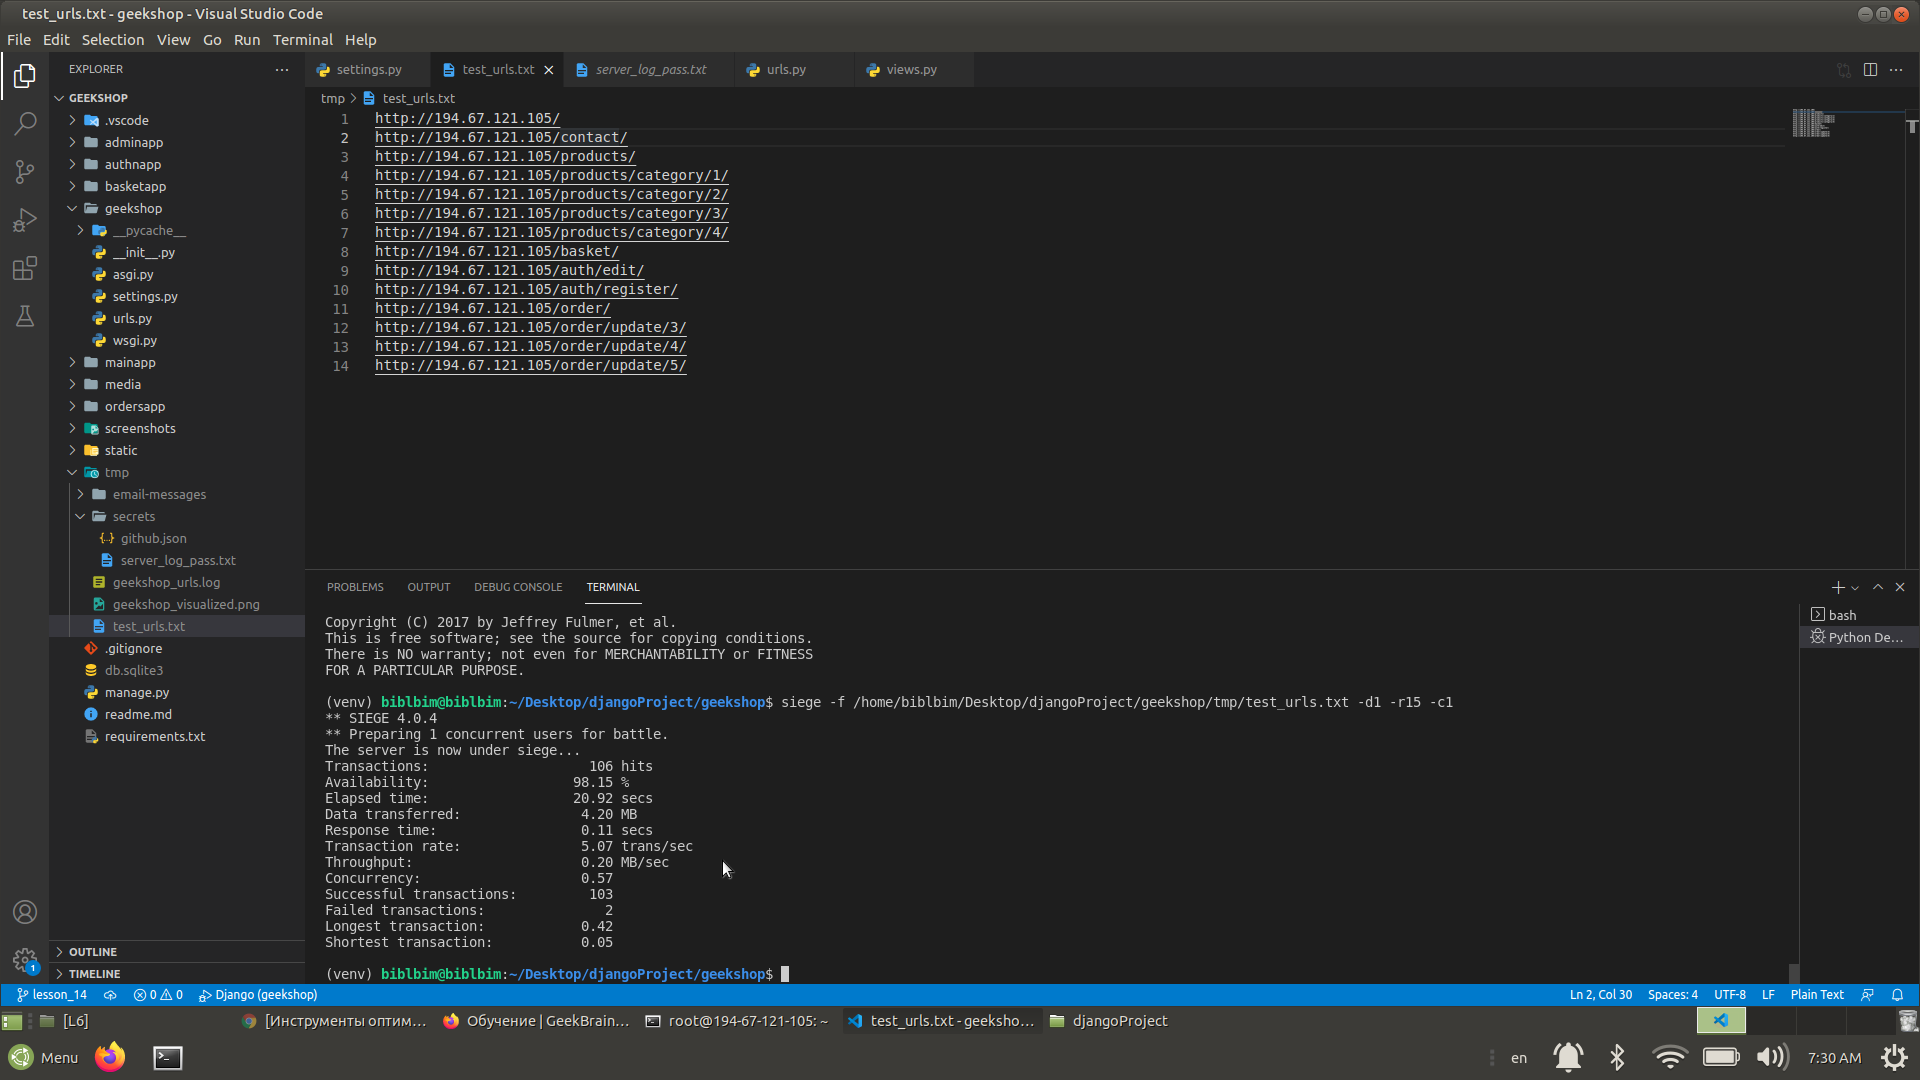 test_urls.txt - geekshop - Visual Studio Code
File Edit Selection View Go Run Terminal Help
EXPLORER
GEEKSHOP
.vscode
adminapp
authnapp
basketapp
geekshop
__pycache__
__init__.py
asgi.py
settings.py
urls.py
wsgi.py
mainapp
media
ordersapp
screenshots
static
tmp
email-messages
secrets
github.json
server_log_pass.txt
geekshop_urls.log
geekshop_visualized.png
test_urls.txt
.gitignore
db.sqlite3
manage.py
readme.md
requirements.txt
OUTLINE
TIMELINE
settings.py test_urls.txt server_log_pass.txt urls.py views.py
tmp > test_urls.txt
1 http://194.67.121.105/
2 http://194.67.121.105/contact/
3 http://194.67.121.105/products/
4 http://194.67.121.105/products/category/1/
5 http://194.67.121.105/products/category/2/
6 http://194.67.121.105/products/category/3/
7 http://194.67.121.105/products/category/4/
8 http://194.67.121.105/basket/
9 http://194.67.121.105/auth/edit/
10 http://194.67.121.105/auth/register/
11 http://194.67.121.105/order/
12 http://194.67.121.105/order/update/3/
13 http://194.67.121.105/order/update/4/
14 http://194.67.121.105/order/update/5/
PROBLEMS OUTPUT DEBUG CONSOLE TERMINAL
bash
Python De...
Copyright (C) 2017 by Jeffrey Fulmer, et al.
This is free software; see the source for copying conditions.
There is NO warranty; not even for MERCHANTABILITY or FITNESS
FOR A PARTICULAR PURPOSE.
(venv) biblbim@biblbim:~/Desktop/djangoProject/geekshop$ siege -f /home/biblbim/Desktop/djangoProject/geekshop/tmp/test_urls.txt -d1 -r15 -c1
** SIEGE 4.0.4
** Preparing 1 concurrent users for battle.
The server is now under siege...
Transactions: 106 hits
Availability: 98.15 %
Elapsed time: 20.92 secs
Data transferred: 4.20 MB
Response time: 0.11 secs
Transaction rate: 5.07 trans/sec
Throughput: 0.20 MB/sec
Concurrency: 0.57
Successful transactions: 103
Failed transactions: 2
Longest transaction: 0.42
Shortest transaction: 0.05
(venv) biblbim@biblbim:~/Desktop/djangoProject/geekshop$
1
lesson_14 0 0 Django (geekshop) Ln 2, Col 30 Spaces: 4 UTF-8 LF Plain Text
[L6] [Инструменты оптим... Обучение | GeekBrain... root@194-67-121-105: ~ test_urls.txt - geeksho... djangoProject
Menu en 7:30 AM